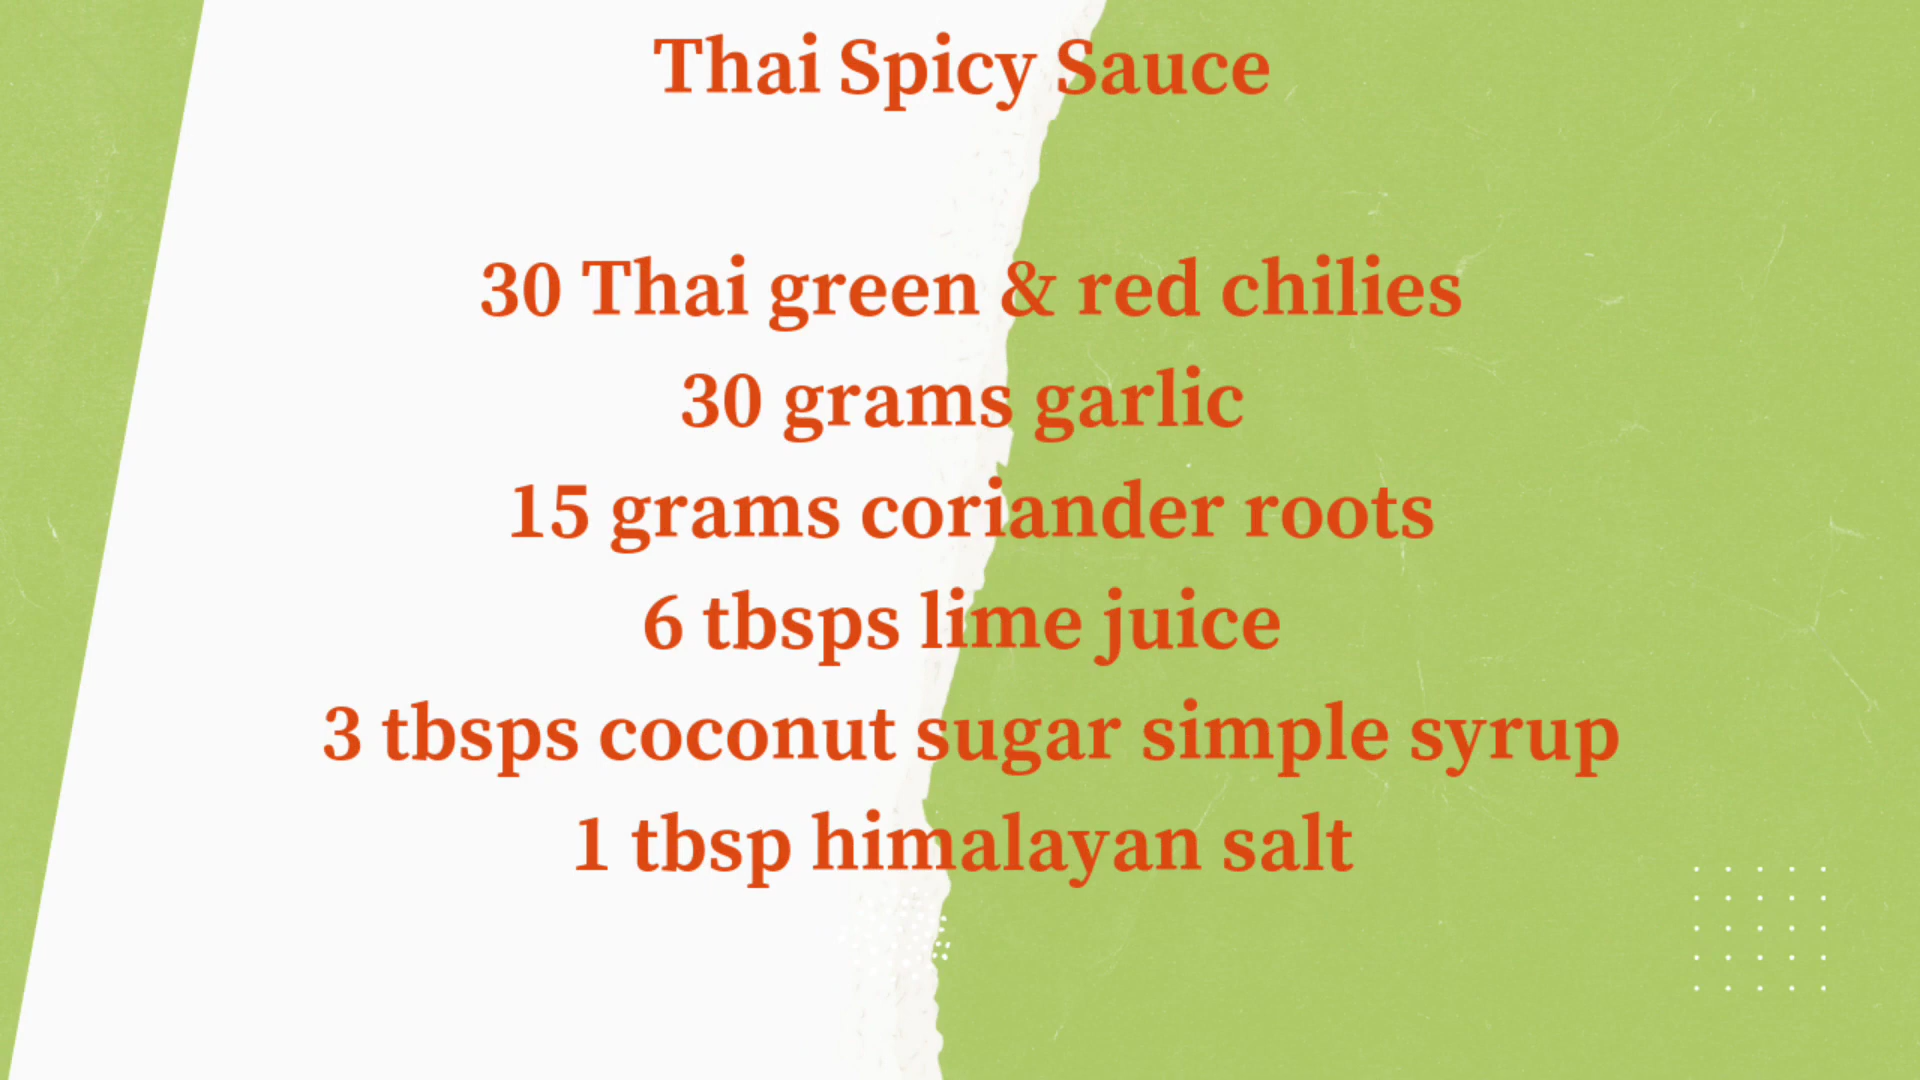 Thai Spicy Sauce
30 Thai green & red chilies
30 grams garlic
15 grams coriander roots
6 tbsps lime juice
3 tbsps coconut sugar simple syrup
1 tbsp himalayan salt